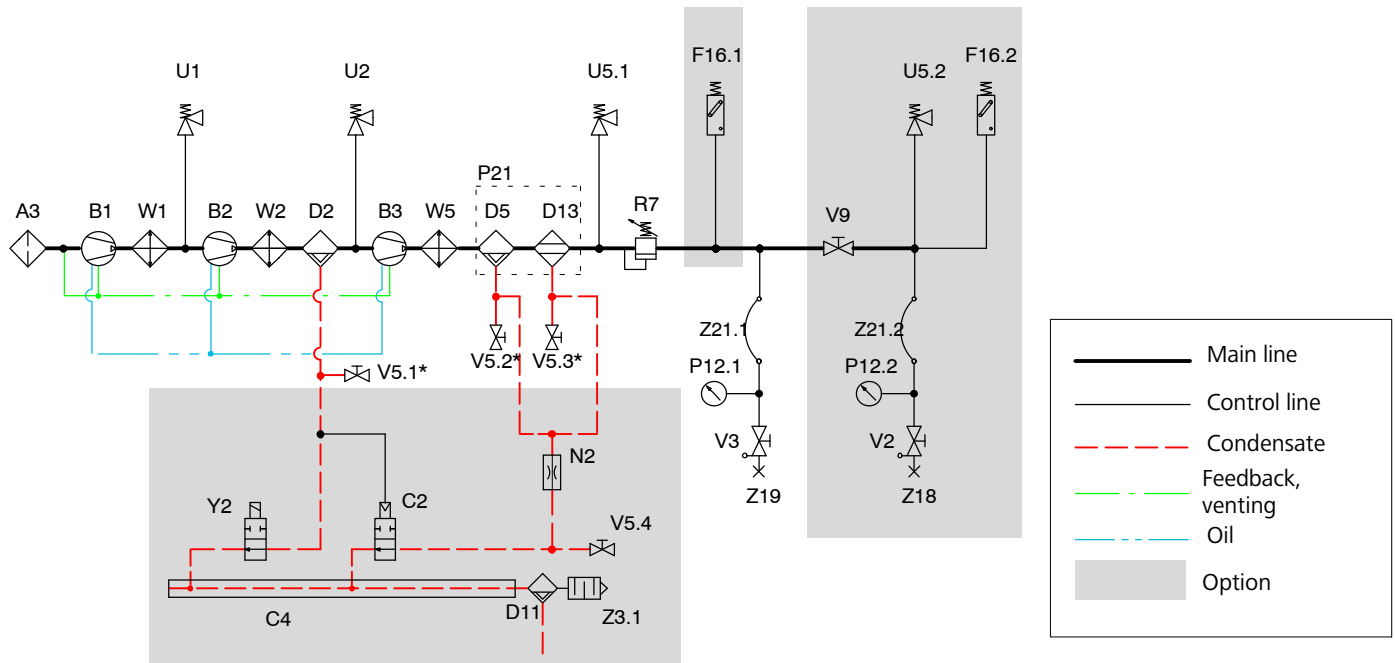 U1
U2
U5.1
F16.1
U5.2
F16.2
P21
A3
B1
W1
B2
W2
D2
B3
W5
D5
D13
R7
V9
Z21.1
Z21.2
V5.1*
V5.2*
V5.3*
P12.1
P12.2
V3
V2
Z19
Z18
N2
Y2
C2
V5.4
C4
D11
Z3.1
Main line
Control line
Condensate
Feedback,
venting
Oil
Option